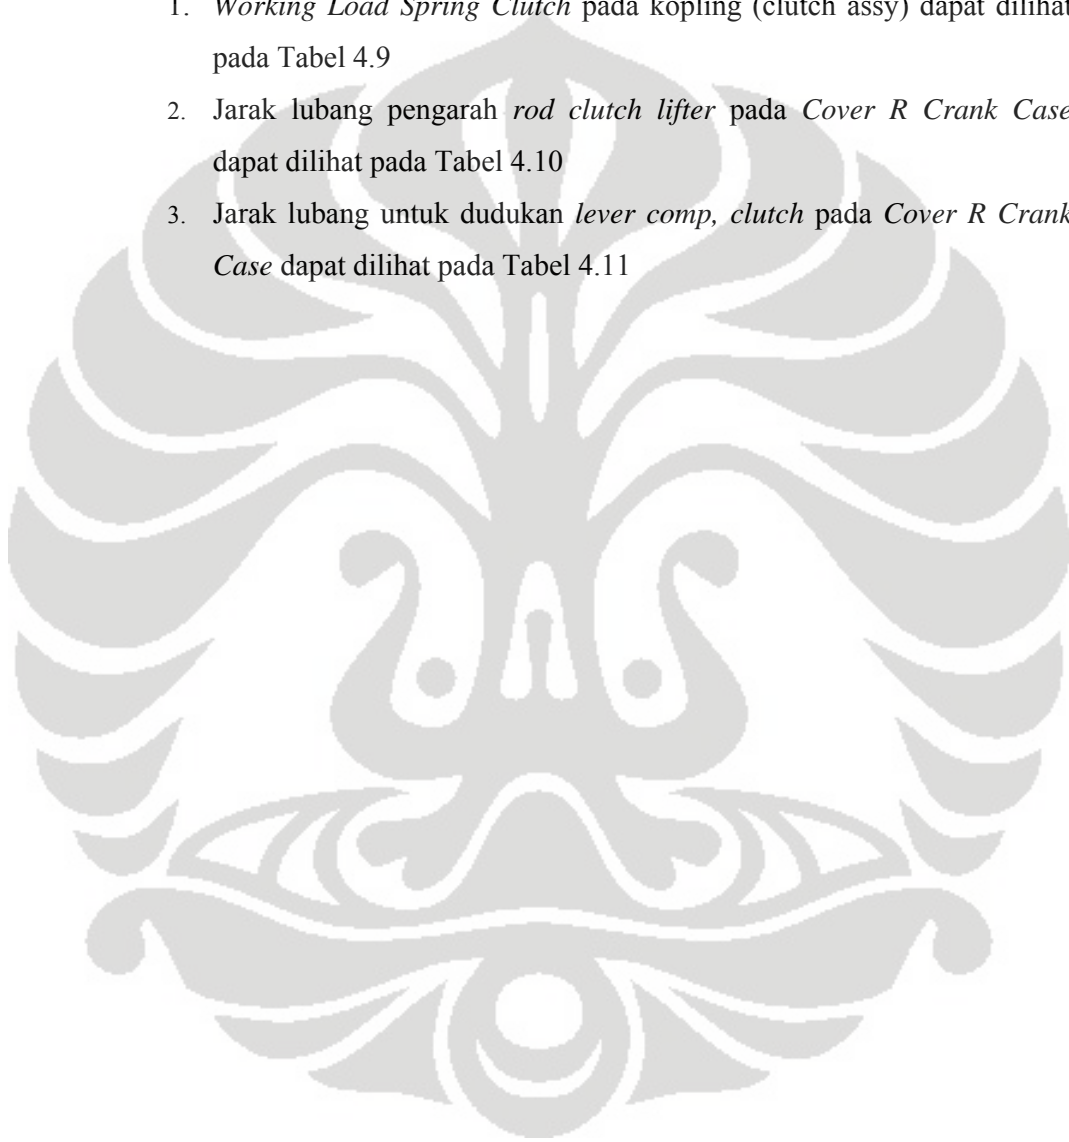 1. Working Load Spring Clutch pada kopling (clutch assy) dapat dilihat
pada Tabel 4.9
2. Jarak lubang pengarah rod clutch lifter pada Cover R Crank Case
dapat dilihat pada Tabel 4.10
3. Jarak lubang untuk dudukan lever comp, clutch pada Cover R Crank
Case dapat dilihat pada Tabel 4.11